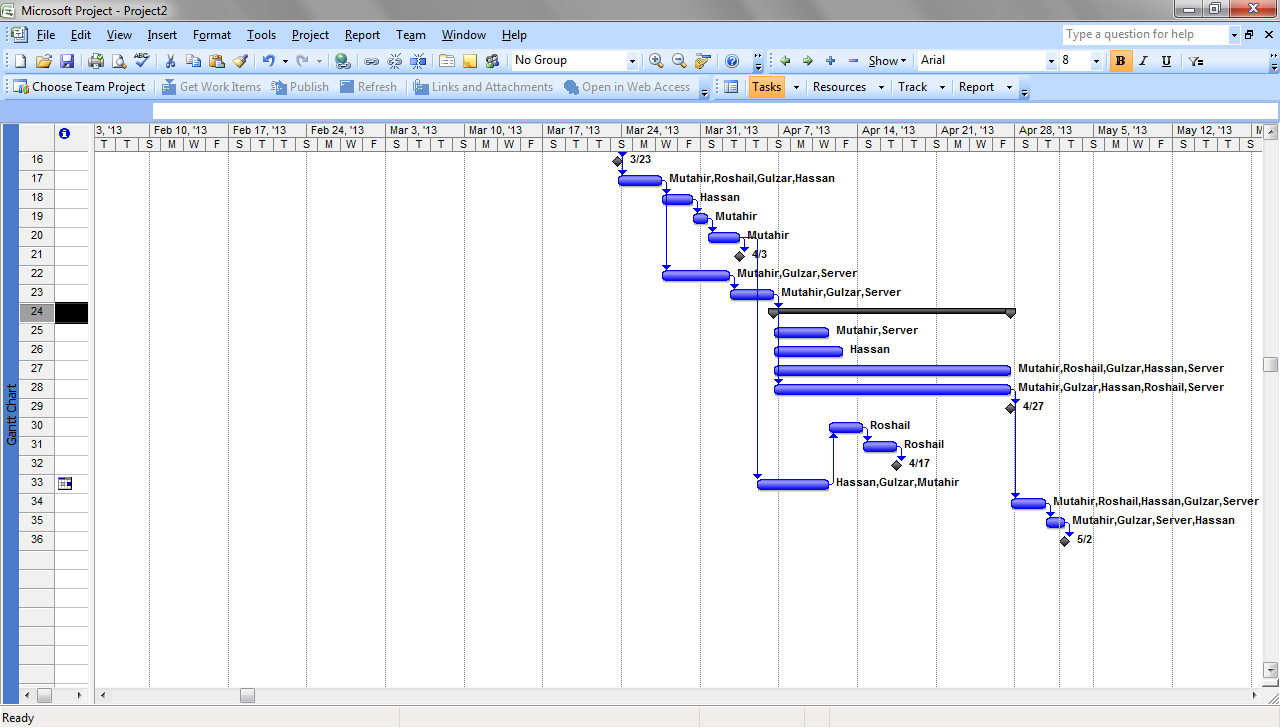 Microsoft Project - Project2
File Edit View Insert Format Tools Project Report Team Window Help
Type a question for help
No Group Show Arial 8 B I U
Choose Team Project Get Work Items Publish Refresh Links and Attachments Open in Web Access Tasks Resources Track Report
3, '13 Feb 10, '13 Feb 17, '13 Feb 24, '13 Mar 3, '13 Mar 10, '13 Mar 17, '13 Mar 24, '13 Mar 31, '13 Apr 7, '13 Apr 14, '13 Apr 21, '13 Apr 28, '13 May 5, '13 May 12, '13 M
T T S M W F S T T S M W F S T T S M W F S T T S M W F S T T S M W F S T T S M W F S T T S M W F S T T S
16 3/23
17 Mutahir,Roshail,Gulzar,Hassan
18 Hassan
19 Mutahir
20 Mutahir
21 4/3
22 Mutahir,Gulzar,Server
23 Mutahir,Gulzar,Server
24
25 Mutahir,Server
26 Hassan
27 Mutahir,Roshail,Gulzar,Hassan,Server
28 Mutahir,Gulzar,Hassan,Roshail,Server
29 4/27
30 Roshail
31 Roshail
32 4/17
33 Hassan,Gulzar,Mutahir
34 Mutahir,Roshail,Hassan,Gulzar,Server
35 Mutahir,Gulzar,Server,Hassan
36 5/2
Gantt Chart
Ready